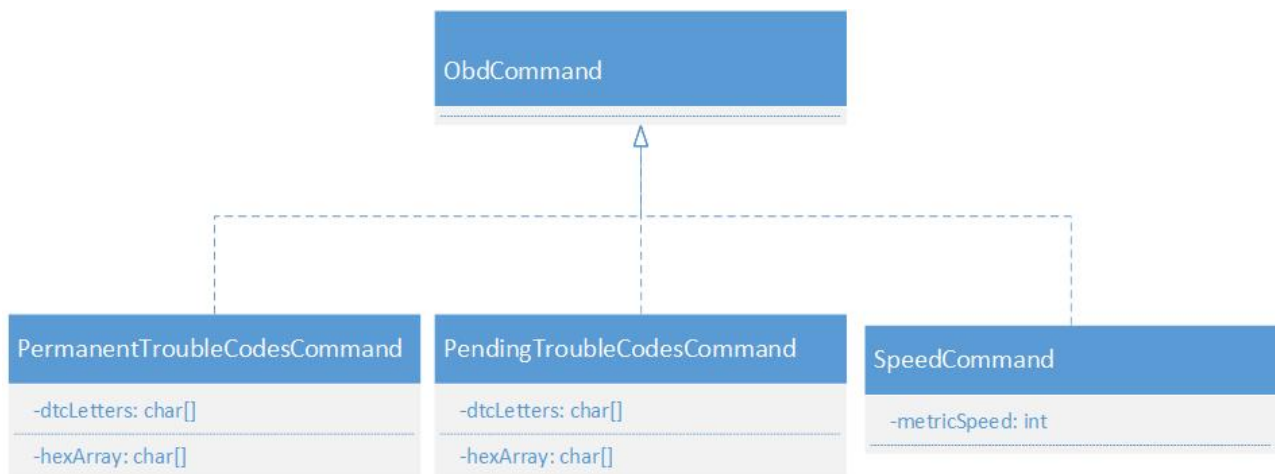 ObdCommand
PermanentTroubleCodesCommand
-dtcLetters: char[]
-hexArray: char[]
PendingTroubleCodesCommand
-dtcLetters: char[]
-hexArray: char[]
SpeedCommand
-metricSpeed: int